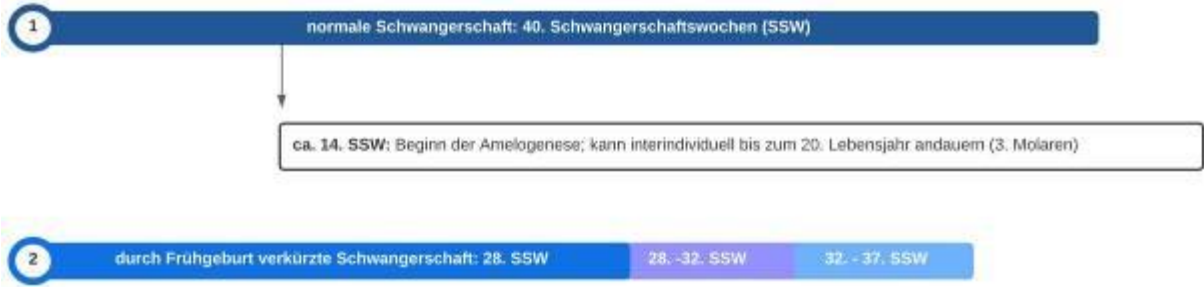 1
normale Schwangerschaft: 40. Schwangerschaftswochen (SSW)
ca. 14. SSW: Beginn der Amelogenese; kann interindividuell bis zum 20. Lebensjahr andauern (3. Molaren)
2
durch Frühgeburt verkürzte Schwangerschaft: 28. SSW
28. -32. SSW
32. - 37. SSW